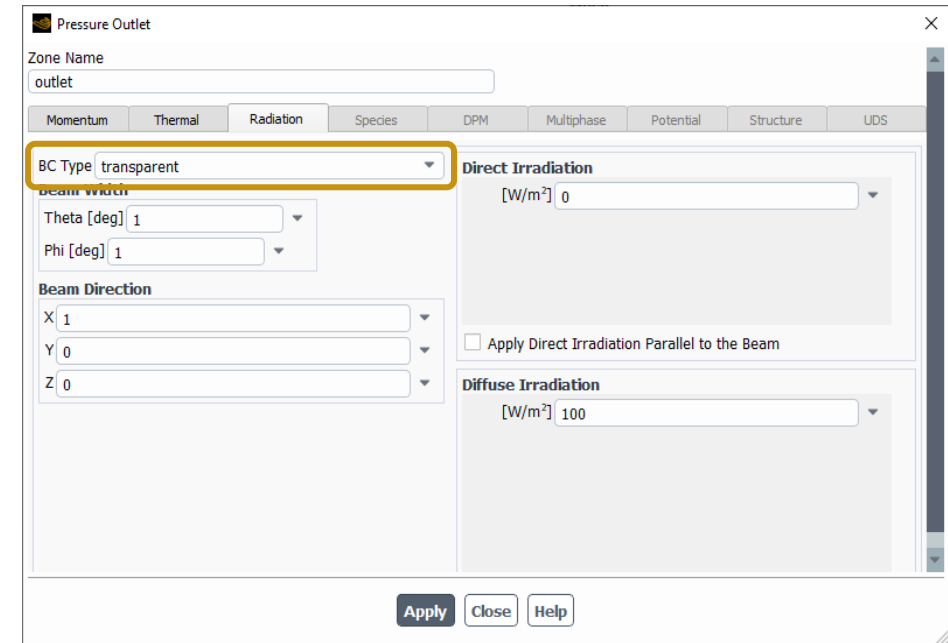 Pressure Outlet
Zone Name
outlet
Momentum Thermal Radiation Species DPM Multiphase Potential Structure UDS
BC Type transparent
Beam Width
Theta [deg] 1
Phi [deg] 1
Beam Direction
X 1
Y 0
Z 0
Direct Irradiation
[W/m²] 0
Apply Direct Irradiation Parallel to the Beam
Diffuse Irradiation
[W/m²] 100
Apply Close Help